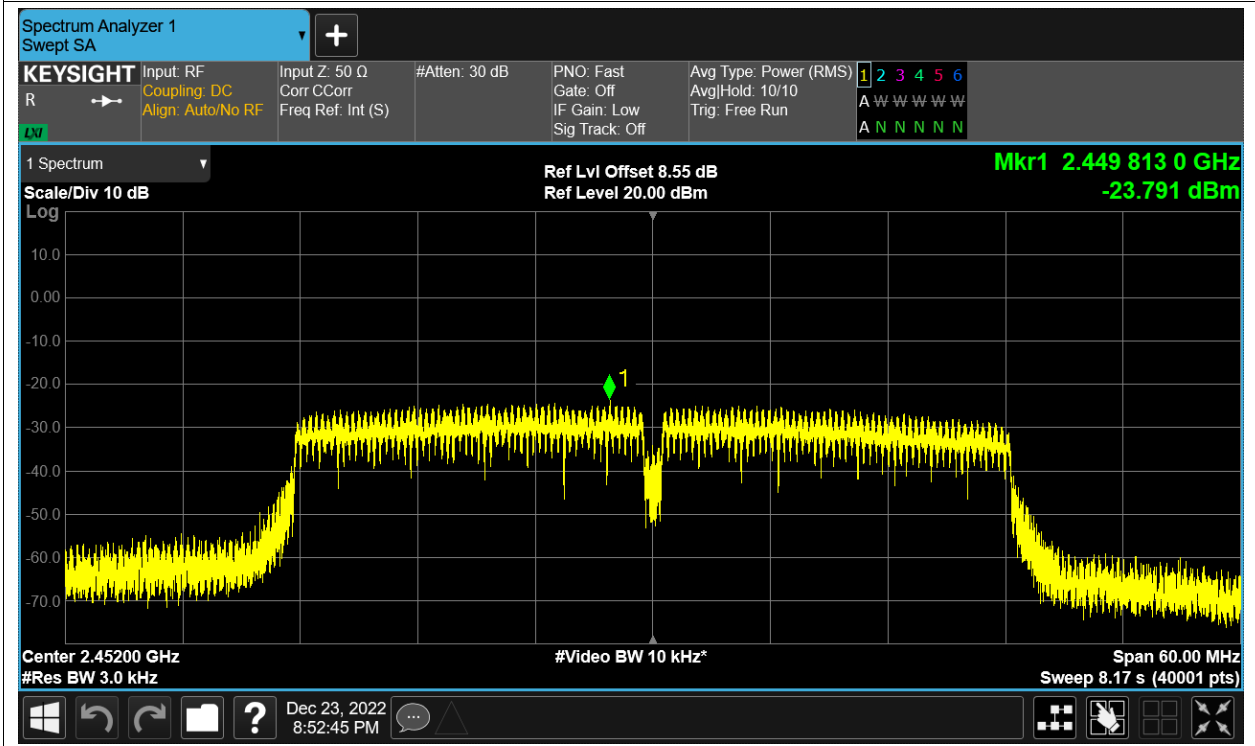 Spectrum Analyzer 1
Swept SA
+
KEYSIGHT
R
LXI
Input: RF
Coupling: DC
Align: Auto/No RF
Input Z: 50 Ω
Corr CCorr
Freq Ref: Int (S)
#Atten: 30 dB
PNO: Fast
Gate: Off
IF Gain: Low
Sig Track: Off
Avg Type: Power (RMS)
Avg|Hold: 10/10
Trig: Free Run
1 2 3 4 5 6
A W W W W W
A N N N N N
1 Spectrum
Scale/Div 10 dB
Log
Ref Lvl Offset 8.55 dB
Ref Level 20.00 dBm
Mkr1 2.449 813 0 GHz
-23.791 dBm
10.0
0.00
-10.0
-20.0
-30.0
-40.0
-50.0
-60.0
-70.0
1
Center 2.45200 GHz
#Res BW 3.0 kHz
#Video BW 10 kHz*
Span 60.00 MHz
Sweep 8.17 s (40001 pts)
?
Dec 23, 2022
8:52:45 PM